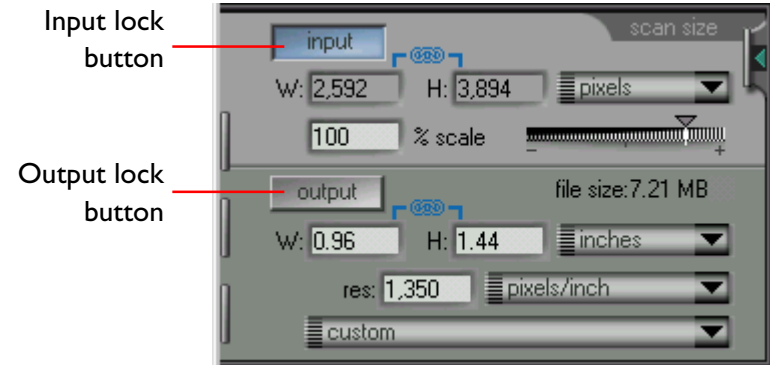 Input lock
button
scan size
input
W: 2,592 H: 3,894 pixels
100 % scale
- +
Output lock
button
output file size:7.21 MB
W: 0.96 H: 1.44 inches
res: 1,350 pixels/inch
custom